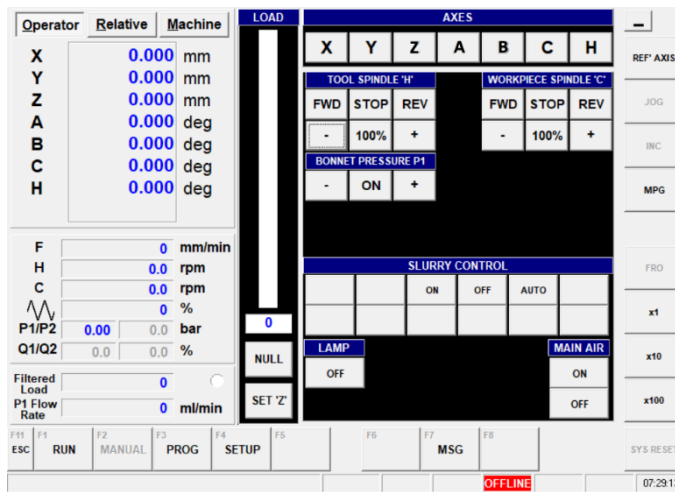 Operator Relative Machine
X 0.000 mm
Y 0.000 mm
Z 0.000 mm
A 0.000 deg
B 0.000 deg
C 0.000 deg
H 0.000 deg
F 0 mm/min
H 0.0 rpm
C 0.0 rpm
0 %
P1/P2 0.00 0.0 bar
Q1/Q2 0.0 0.0 %
Filtered Load 0
P1 Flow Rate 0 ml/min
LOAD
0
NULL
SET 'Z'
AXES
X Y Z A B C H
TOOL SPINDLE 'H' WORKPIECE SPINDLE 'C'
FWD STOP REV FWD STOP REV
- 100% + - 100% +
BONNET PRESSURE P1
- ON +
SLURRY CONTROL
ON OFF AUTO
LAMP MAIN AIR
OFF ON
OFF
REF' AXIS
JOG
INC
MPG
FRO
x1
x10
x100
SYS RESE
F11 ESC F1 RUN F2 MANUAL F3 PROG F4 SETUP F5 F6 F7 MSG F8
OFFLINE 07:29:13